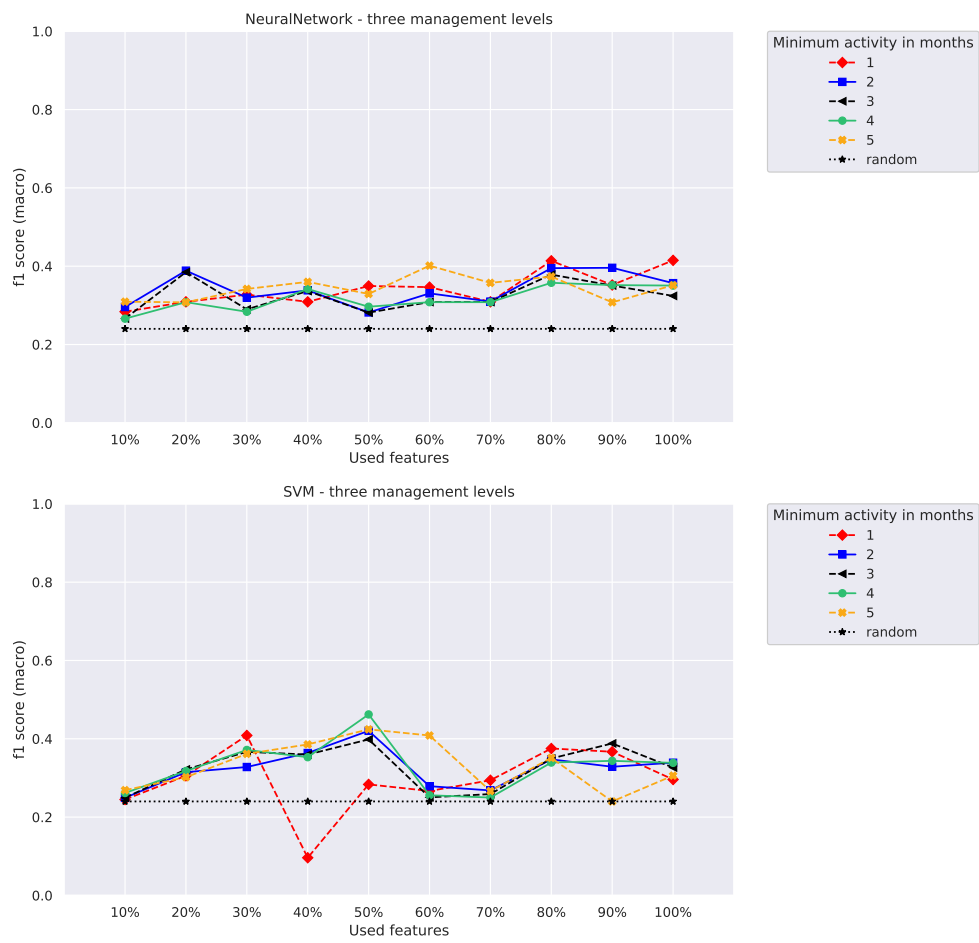 NeuralNetwork - three management levels
1.0
0.8
0.6
0.4
0.2
0.0
f1 score (macro)
10% 20% 30% 40% 50% 60% 70% 80% 90% 100%
Used features
Minimum activity in months
1
2
3
4
5
random
SVM - three management levels
1.0
0.8
0.6
0.4
0.2
0.0
f1 score (macro)
10% 20% 30% 40% 50% 60% 70% 80% 90% 100%
Used features
Minimum activity in months
1
2
3
4
5
random